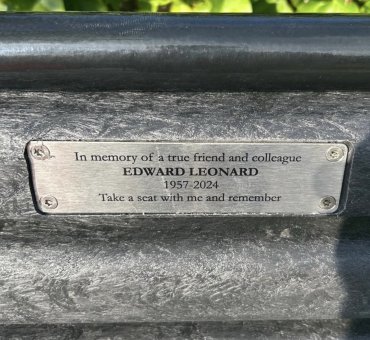 In memory of a true friend and colleague
EDWARD LEONARD
1957-2024
Take a seat with me and remember